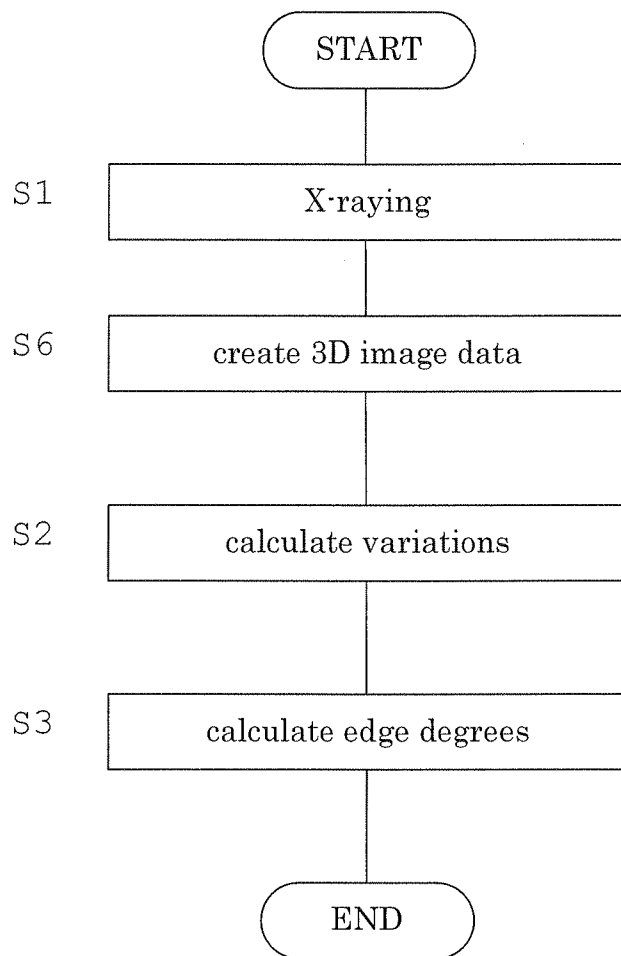 START
S1
X-raying
S6
create 3D image data
S2
calculate variations
S3
calculate edge degrees
END